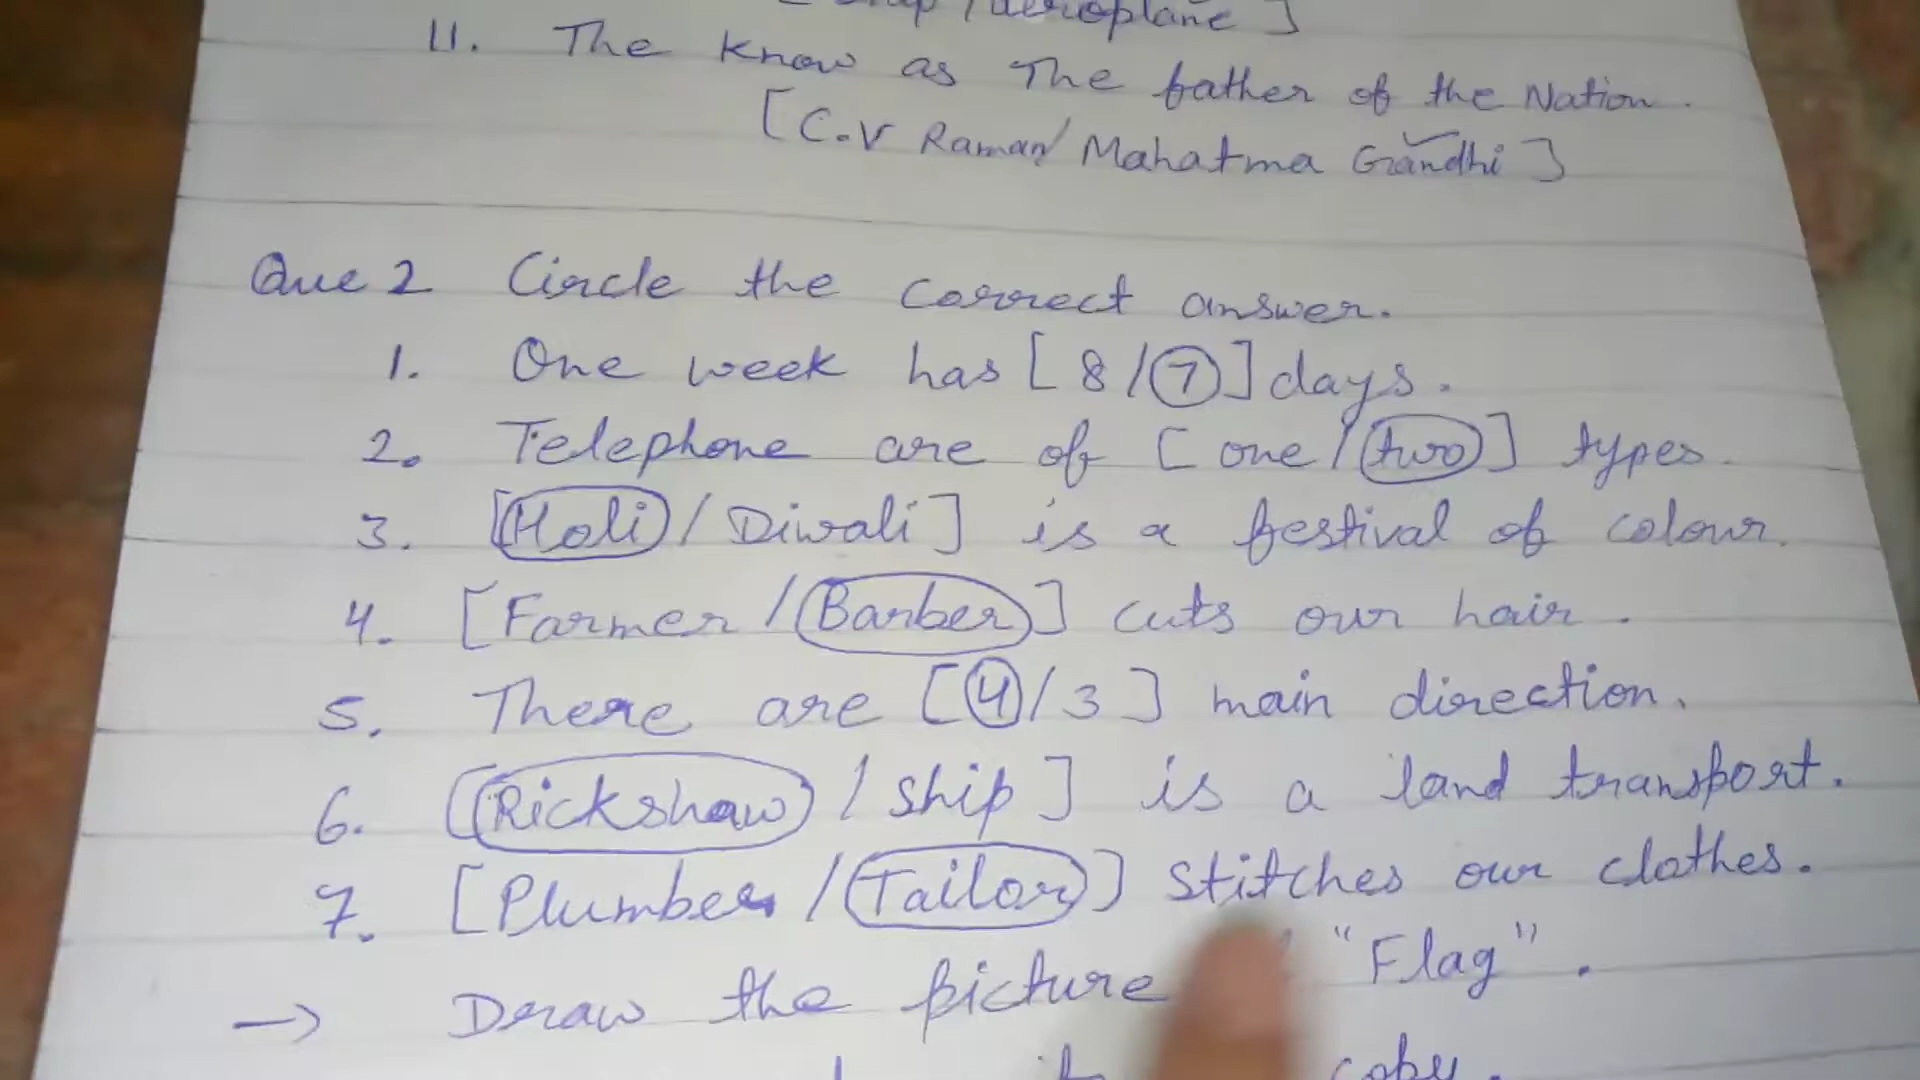 [ Ship / aeroplane ]
11. The know as The father of the Nation.
[ C.V Raman / Mahatma Gandhi ]
Que 2 Circle the correct answer.
1. One week has [ 8 / 7 ] days.
2. Telephone are of [ one / two ] types.
3. [ Holi / Diwali ] is a festival of colour.
4. [ Farmer / Barber ] cuts our hair.
5. There are [ 4 / 3 ] main direction.
6. [ Rickshaw / Ship ] is a land transport.
7. [ Plumber / Tailor ] stitches our clothes.
→ Draw the picture "Flag".
copy.